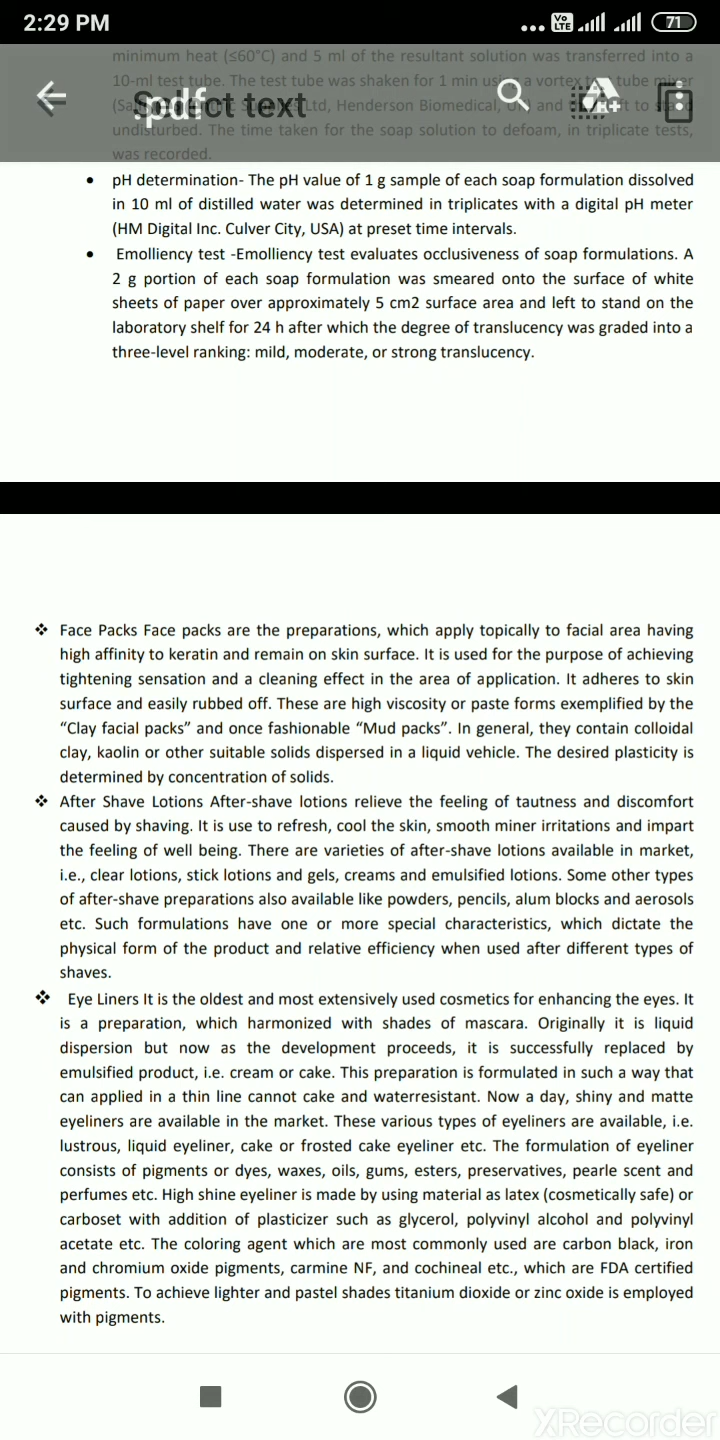 2:29 PM
Vo LTE 71
minimum heat (≤60°C) and 5 ml of the resultant solution was transferred into a
10-ml test tube. The test tube was shaken for 1 min using a vortex tube mixer
Select text
.pdf
Ltd, Henderson Biomedical, and to stand
undisturbed. The time taken for the soap solution to defoam, in triplicate tests,
was recorded.
• pH determination- The pH value of 1 g sample of each soap formulation dissolved
in 10 ml of distilled water was determined in triplicates with a digital pH meter
(HM Digital Inc. Culver City, USA) at preset time intervals.
• Emolliency test -Emolliency test evaluates occlusiveness of soap formulations. A
2 g portion of each soap formulation was smeared onto the surface of white
sheets of paper over approximately 5 cm2 surface area and left to stand on the
laboratory shelf for 24 h after which the degree of translucency was graded into a
three-level ranking: mild, moderate, or strong translucency.
❖ Face Packs Face packs are the preparations, which apply topically to facial area having
high affinity to keratin and remain on skin surface. It is used for the purpose of achieving
tightening sensation and a cleaning effect in the area of application. It adheres to skin
surface and easily rubbed off. These are high viscosity or paste forms exemplified by the
“Clay facial packs” and once fashionable “Mud packs”. In general, they contain colloidal
clay, kaolin or other suitable solids dispersed in a liquid vehicle. The desired plasticity is
determined by concentration of solids.
❖ After Shave Lotions After-shave lotions relieve the feeling of tautness and discomfort
caused by shaving. It is use to refresh, cool the skin, smooth miner irritations and impart
the feeling of well being. There are varieties of after-shave lotions available in market,
i.e., clear lotions, stick lotions and gels, creams and emulsified lotions. Some other types
of after-shave preparations also available like powders, pencils, alum blocks and aerosols
etc. Such formulations have one or more special characteristics, which dictate the
physical form of the product and relative efficiency when used after different types of
shaves.
❖ Eye Liners It is the oldest and most extensively used cosmetics for enhancing the eyes. It
is a preparation, which harmonized with shades of mascara. Originally it is liquid
dispersion but now as the development proceeds, it is successfully replaced by
emulsified product, i.e. cream or cake. This preparation is formulated in such a way that
can applied in a thin line cannot cake and waterresistant. Now a day, shiny and matte
eyeliners are available in the market. These various types of eyeliners are available, i.e.
lustrous, liquid eyeliner, cake or frosted cake eyeliner etc. The formulation of eyeliner
consists of pigments or dyes, waxes, oils, gums, esters, preservatives, pearle scent and
perfumes etc. High shine eyeliner is made by using material as latex (cosmetically safe) or
carboset with addition of plasticizer such as glycerol, polyvinyl alcohol and polyvinyl
acetate etc. The coloring agent which are most commonly used are carbon black, iron
and chromium oxide pigments, carmine NF, and cochineal etc., which are FDA certified
pigments. To achieve lighter and pastel shades titanium dioxide or zinc oxide is employed
with pigments.
XRecorder